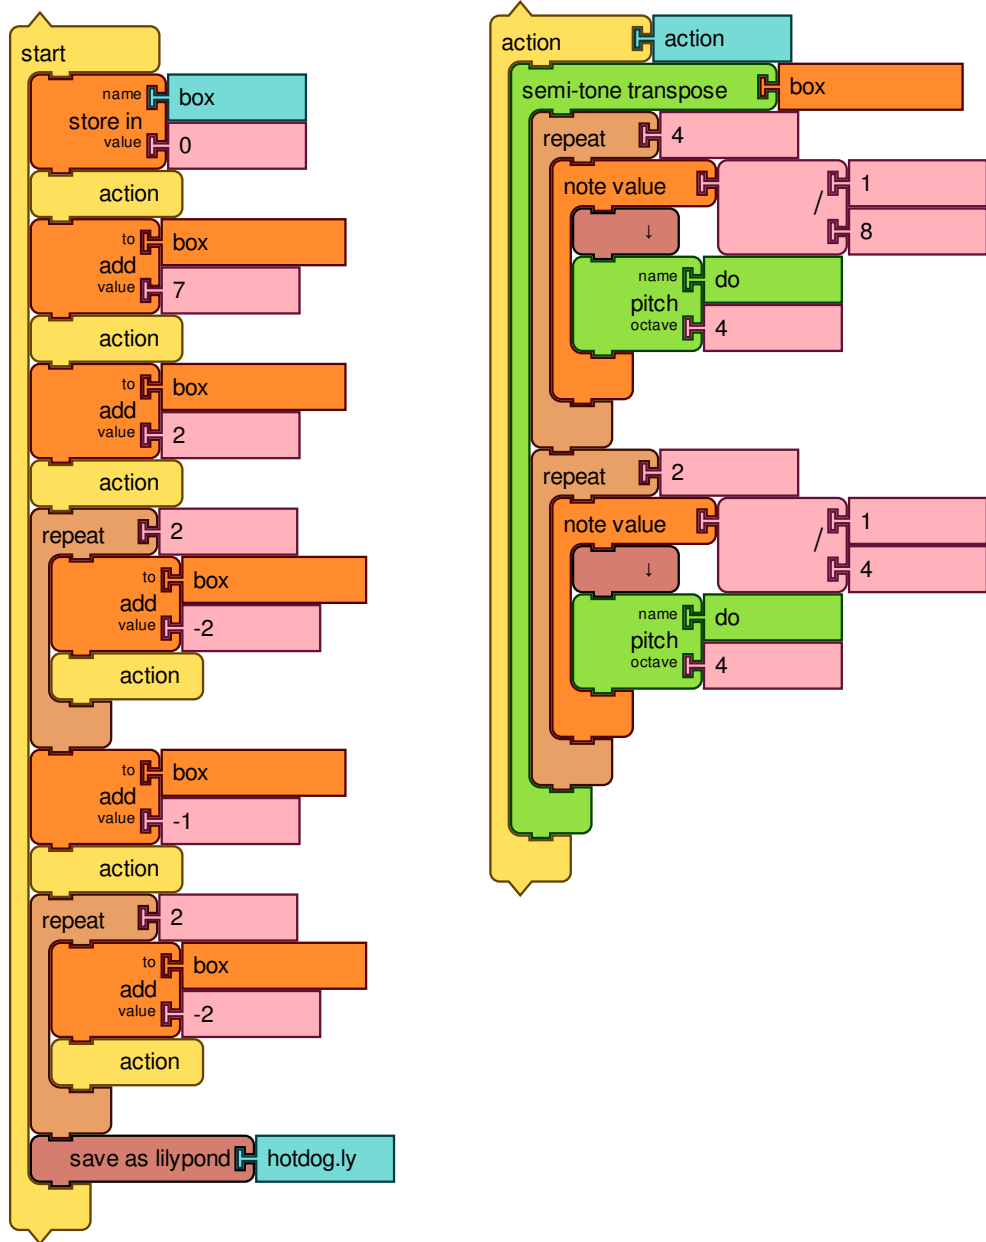 start
name box
store in
value 0
action
to box
add
value 7
action
to box
add
value 2
action
repeat 2
to box
add
value -2
action
to box
add
value -1
action
repeat 2
to box
add
value -2
action
save as lilypond hotdog.ly
action action
semi-tone transpose box
repeat 4
note value / 1
8
↓
name do
pitch
octave 4
repeat 2
note value / 1
4
↓
name do
pitch
octave 4